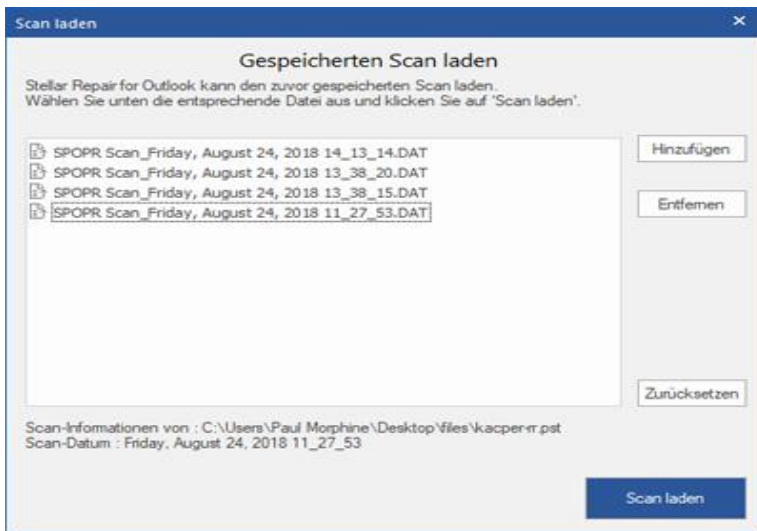 Scan laden
Gespeicherten Scan laden
Stellar Repair for Outlook kann den zuvor gespeicherten Scan laden.
Wählen Sie unten die entsprechende Datei aus und klicken Sie auf 'Scan laden'.
SPOPR Scan_Friday, August 24, 2018 14_13_14.DAT
SPOPR Scan_Friday, August 24, 2018 13_38_20.DAT
SPOPR Scan_Friday, August 24, 2018 13_38_15.DAT
SPOPR Scan_Friday, August 24, 2018 11_27_53.DAT
Hinzufügen
Entfernen
Zurücksetzen
Scan-Informationen von : C:\Users\Paul Morphine\Desktop\files\kacper-rr.pst
Scan-Datum : Friday, August 24, 2018 11_27_53
Scan laden